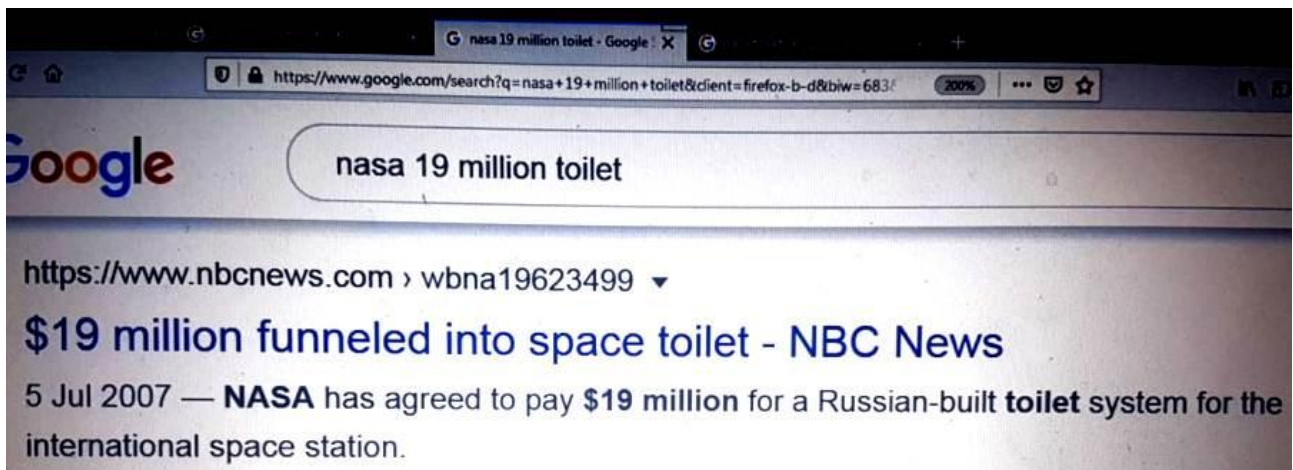 G nasa 19 million toilet - Google
https://www.google.com/search?q=nasa+19+million+toilet&client=firefox-b-d&biw=683
200%
Google
nasa 19 million toilet
https://www.nbcnews.com › wbna19623499
$19 million funneled into space toilet - NBC News
5 Jul 2007 — NASA has agreed to pay $19 million for a Russian-built toilet system for the
international space station.